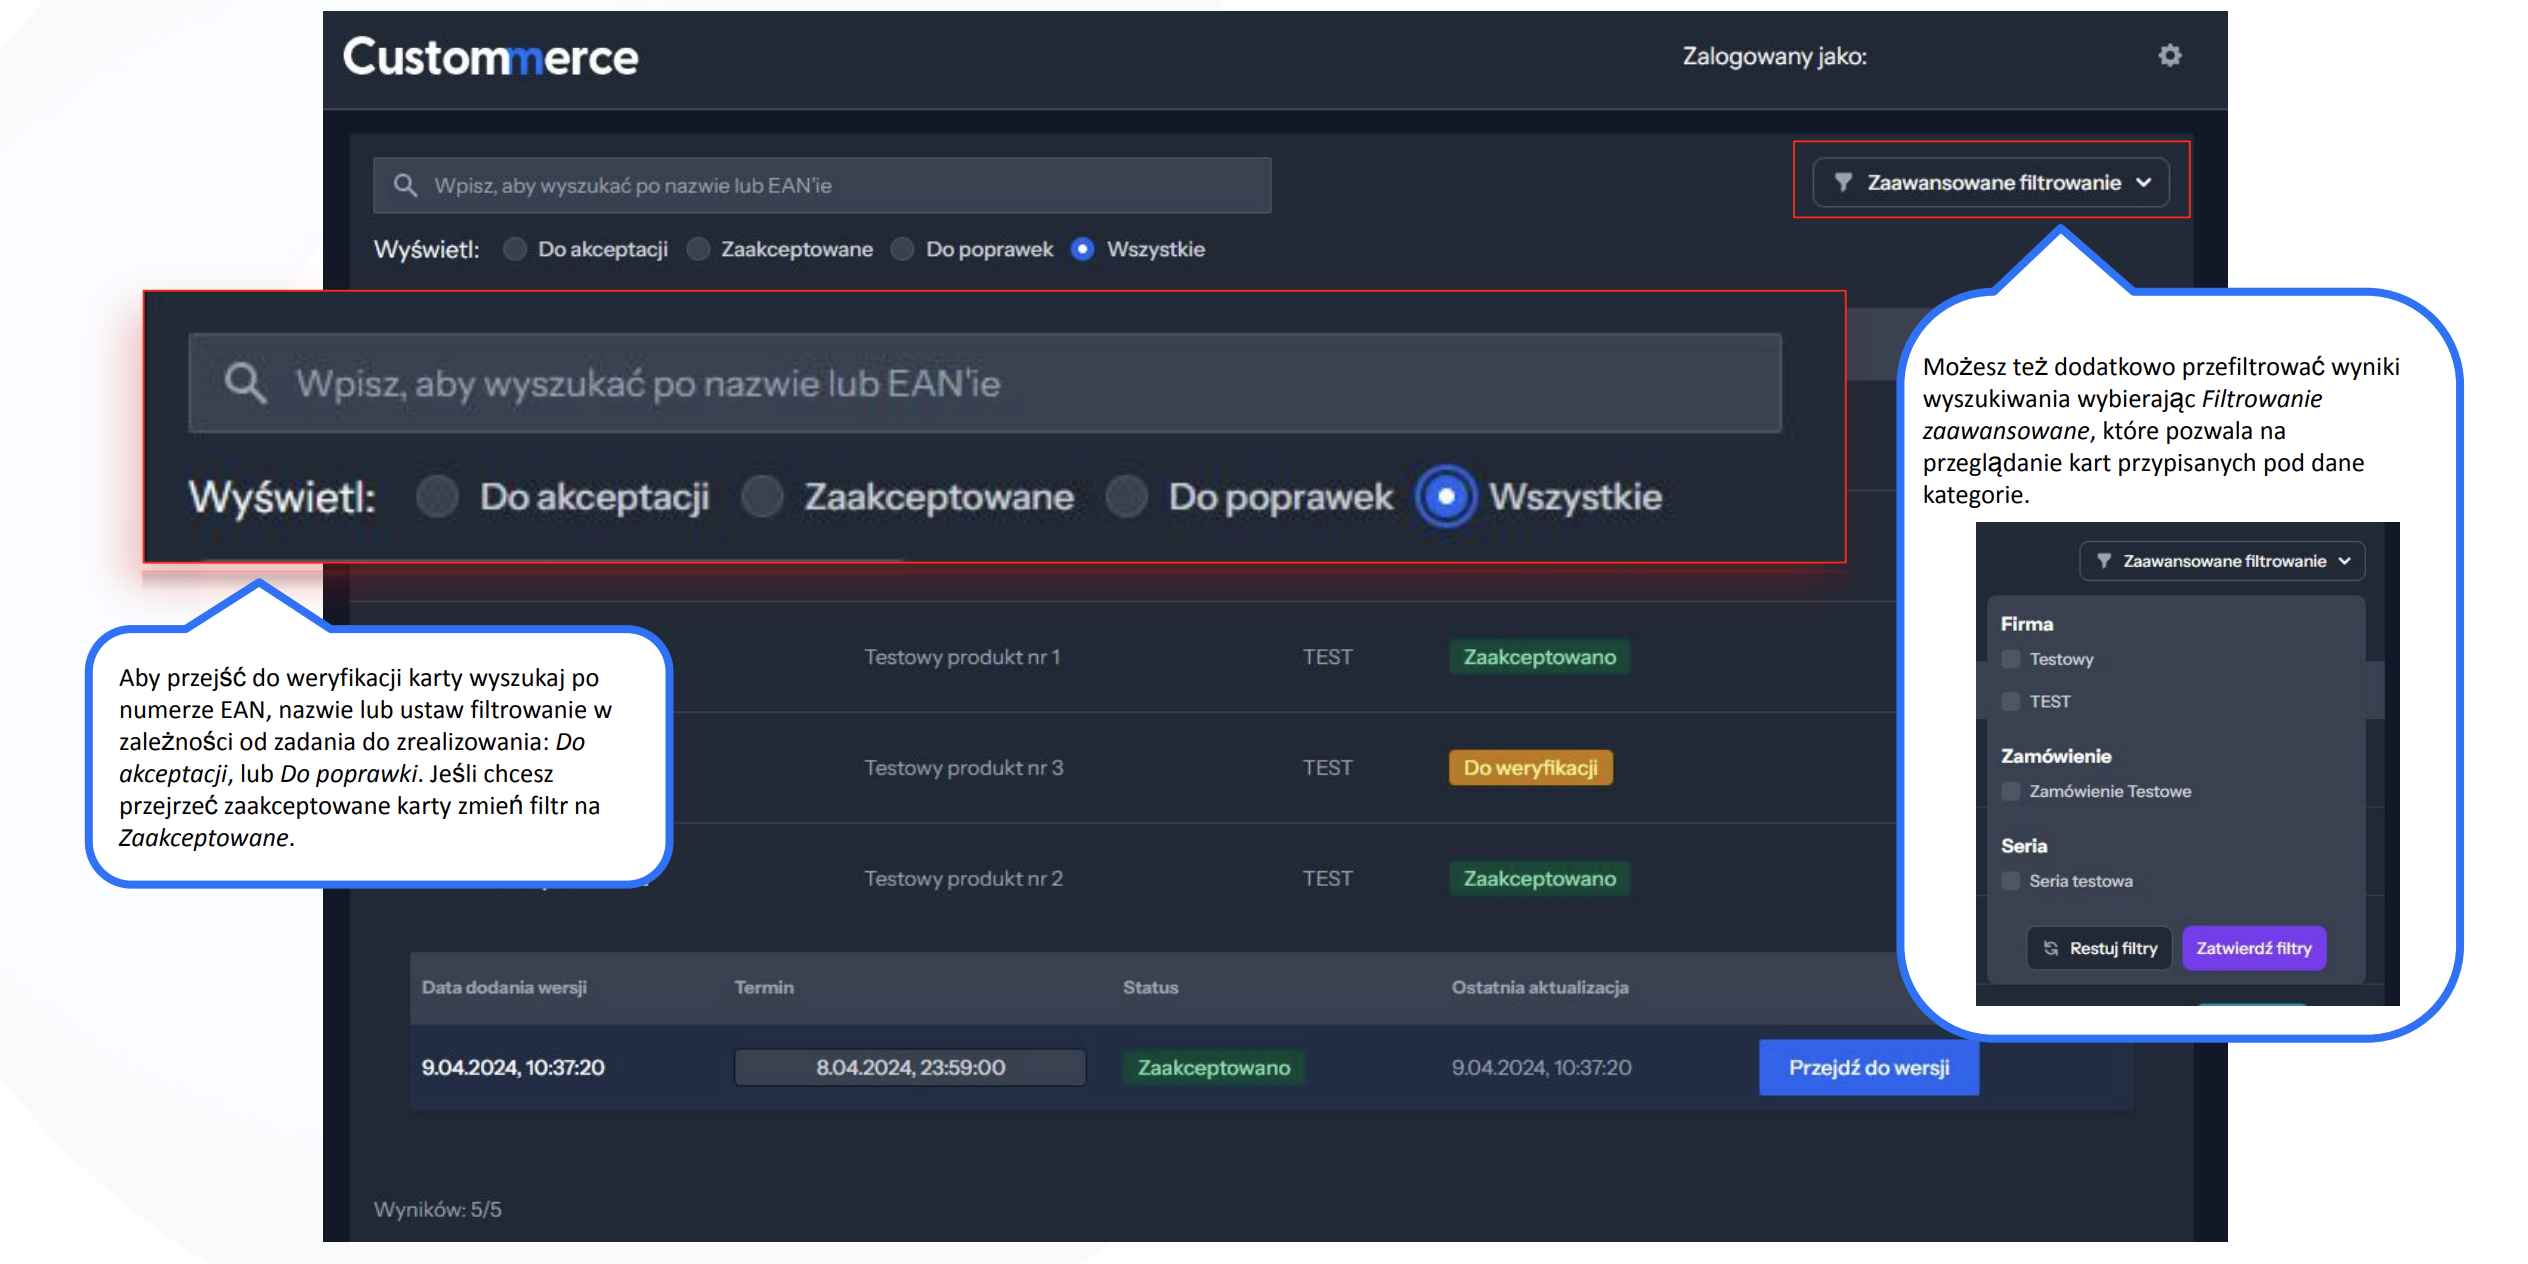 Custommerce
Zalogowany jako:
Wpisz, aby wyszukać po nazwie lub EAN'ie
Zaawansowane filtrowanie
Wyświetl: Do akceptacji Zaakceptowane Do poprawek Wszystkie
Wpisz, aby wyszukać po nazwie lub EAN'ie
Wyświetl: Do akceptacji Zaakceptowane Do poprawek Wszystkie
Możesz też dodatkowo przefiltrować wyniki
wyszukiwania wybierając Filtrowanie
zaawansowane, które pozwala na
przeglądanie kart przypisanych pod dane
kategorie.
Zaawansowane filtrowanie
Firma
Testowy
TEST
Zamówienie
Zamówienie Testowe
Seria
Seria testowa
Restuj filtry Zatwierdź filtry
Aby przejść do weryfikacji karty wyszukaj po
numerze EAN, nazwie lub ustaw filtrowanie w
zależności od zadania do zrealizowania: Do
akceptacji, lub Do poprawki. Jeśli chcesz
przejrzeć zaakceptowane karty zmień filtr na
Zaakceptowane.
Testowy produkt nr 1 TEST Zaakceptowano
Testowy produkt nr 3 TEST Do weryfikacji
Testowy produkt nr 2 TEST Zaakceptowano
Data dodania wersji Termin Status Ostatnia aktualizacja
9.04.2024, 10:37:20 8.04.2024, 23:59:00 Zaakceptowano 9.04.2024, 10:37:20 Przejdź do wersji
Wyników: 5/5